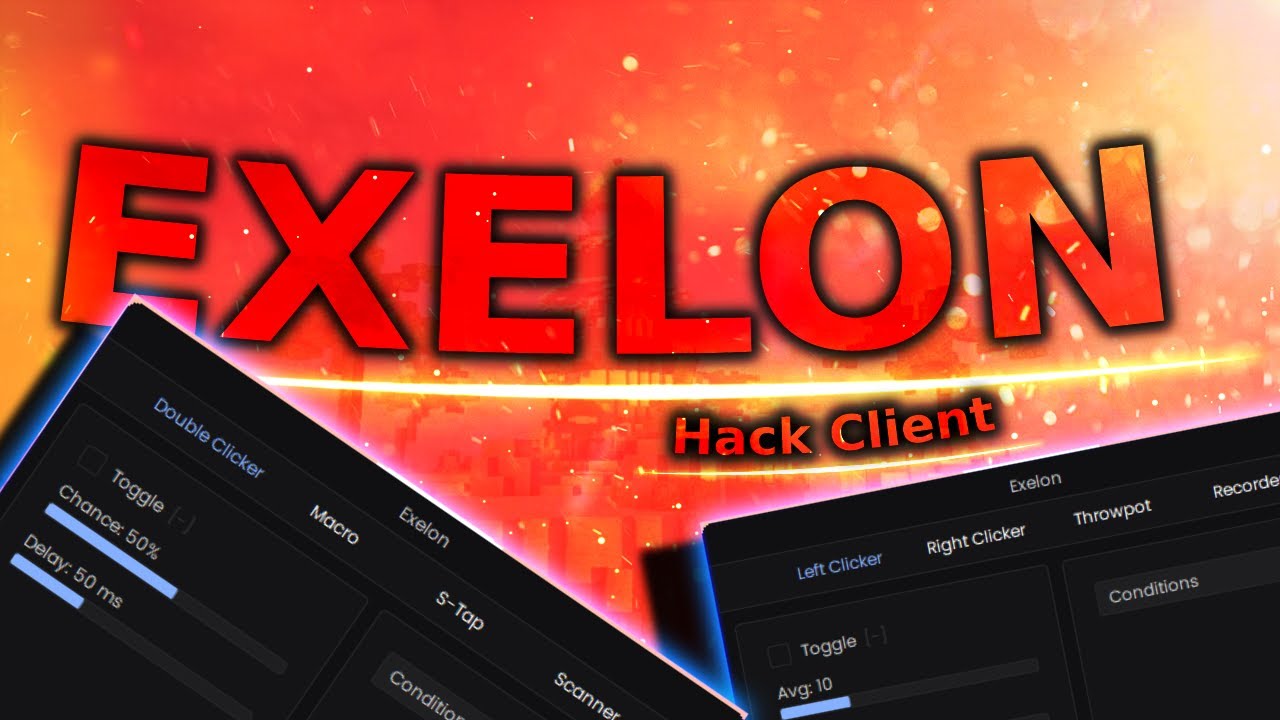 EXELON
Hack Client
Exelon
Double Clicker
Macro
S-Tap
Scanner
Toggle [-]
Chance: 50%
Delay: 50 ms
Exelon
Left Clicker
Right Clicker
Throwpot
Toggle [-]
Avg: 10
Conditions